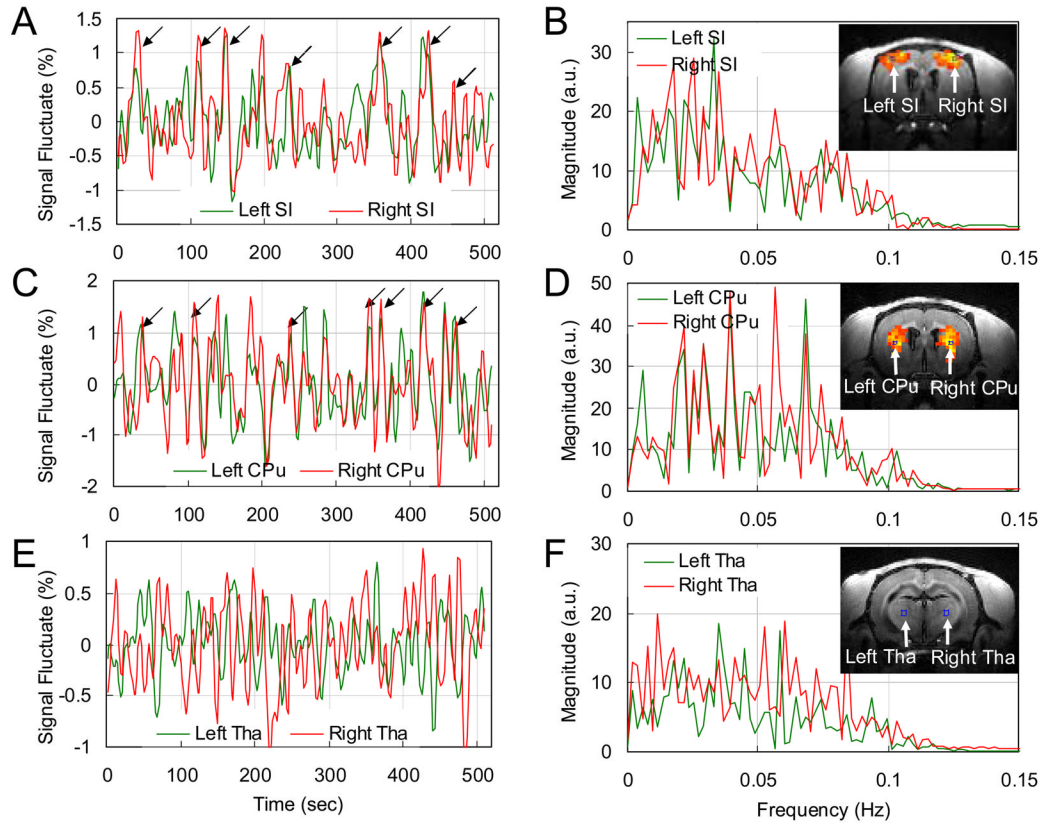 A
Signal Fluctuate (%)
1.5
1
0.5
0
-0.5
-1
-1.5
Left SI
Right SI
0 100 200 300 400 500
B
Magnitude (a.u.)
30
20
10
0
Left SI
Right SI
Left SI Right SI
0 0.05 0.1 0.15
C
Signal Fluctuate (%)
2
1
0
-1
-2
Left CPu
Right CPu
0 100 200 300 400 500
D
Magnitude (a.u.)
50
40
30
20
10
0
Left CPu
Right CPu
Left CPu Right CPu
0 0.05 0.1 0.15
E
Signal Fluctuate (%)
1
0.5
0
-0.5
-1
Left Tha
Right Tha
0 100 200 300 400 500
Time (sec)
F
Magnitude (a.u.)
30
20
10
0
Left Tha
Right Tha
Left Tha Right Tha
0 0.05 0.1 0.15
Frequency (Hz)